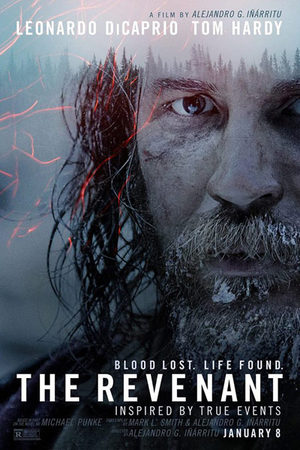 A FILM BY ALEJANDRO G. IÑÁRRITU
LEONARDO DiCAPRIO TOM HARDY
BLOOD LOST. LIFE FOUND.
THE REVENANT
INSPIRED BY TRUE EVENTS
MICHAEL PUNKE
MARK L. SMITH & ALEJANDRO G. IÑÁRRITU
R
ALEJANDRO G. IÑÁRRITU
JANUARY 8